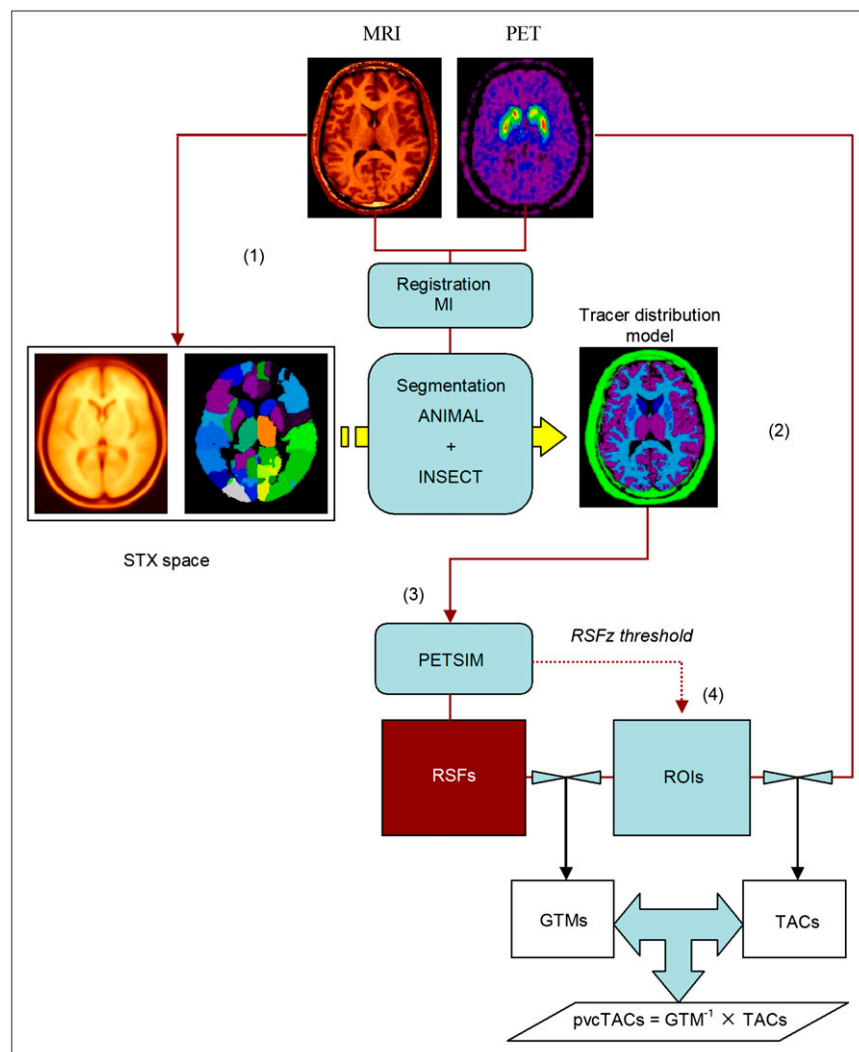 MRI
PET
(1)
Registration
MI
Tracer distribution
model
Segmentation
ANIMAL
+
INSECT
(2)
STX space
(3)
RSFz threshold
PETSIM
(4)
RSFs
ROIs
GTMs
TACs
pvcTACs = GTM⁻¹ × TACs